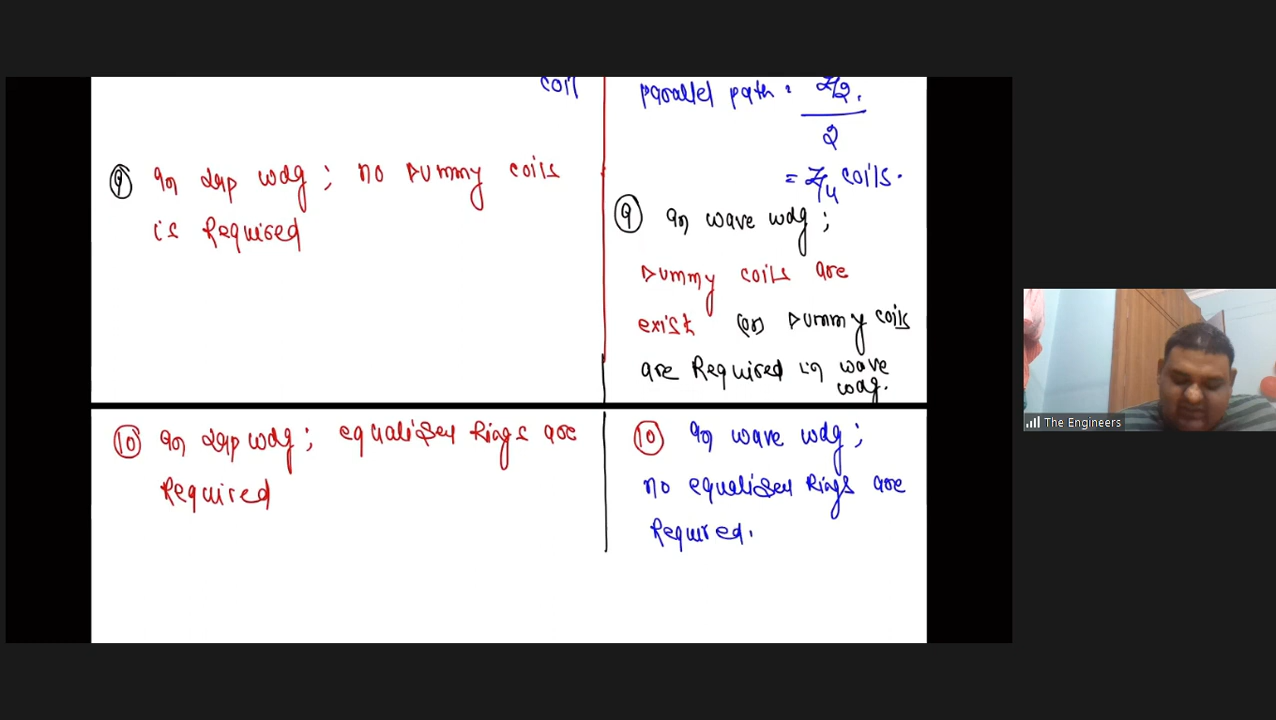 coil
⑨ In Lap wdg; no Dummy coils
is Required
parallel path = Z/2.
2
= Z/4 coils.
⑨ In wave wdg;
Dummy coils are
exist (or) Dummy coils
are Required in wave
wdg.
⑩ In Lap wdg; equaliser Rings are
Required
⑩ In wave wdg;
no equaliser Rings are
Required.
The Engineers